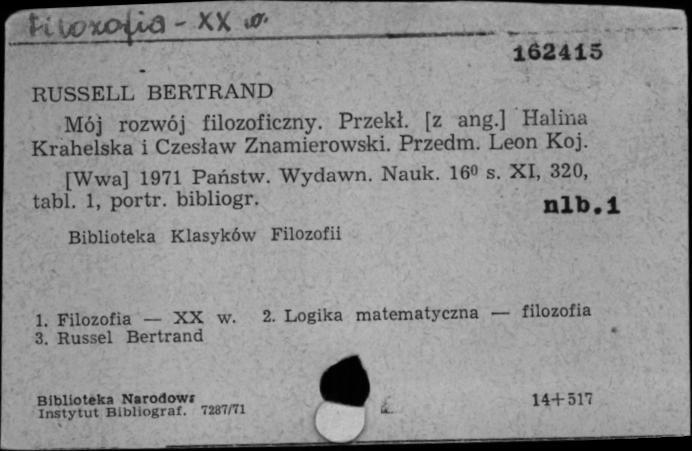 Filozofia - XX w.
162415
RUSSELL BERTRAND
Mój rozwój filozoficzny. Przekł. [z ang.] Halina
Krahelska i Czesław Znamierowski. Przedm. Leon Koj.
[Wwa] 1971 Państw. Wydawn. Nauk. 16⁰ s. XI, 320,
tabl. 1, portr. bibliogr.
nlb.1
Biblioteka Klasyków Filozofii
1. Filozofia — XX w. 2. Logika matematyczna — filozofia
3. Russel Bertrand
Biblioteka Narodowa
Instytut Bibliograf. 7287/71
14+517